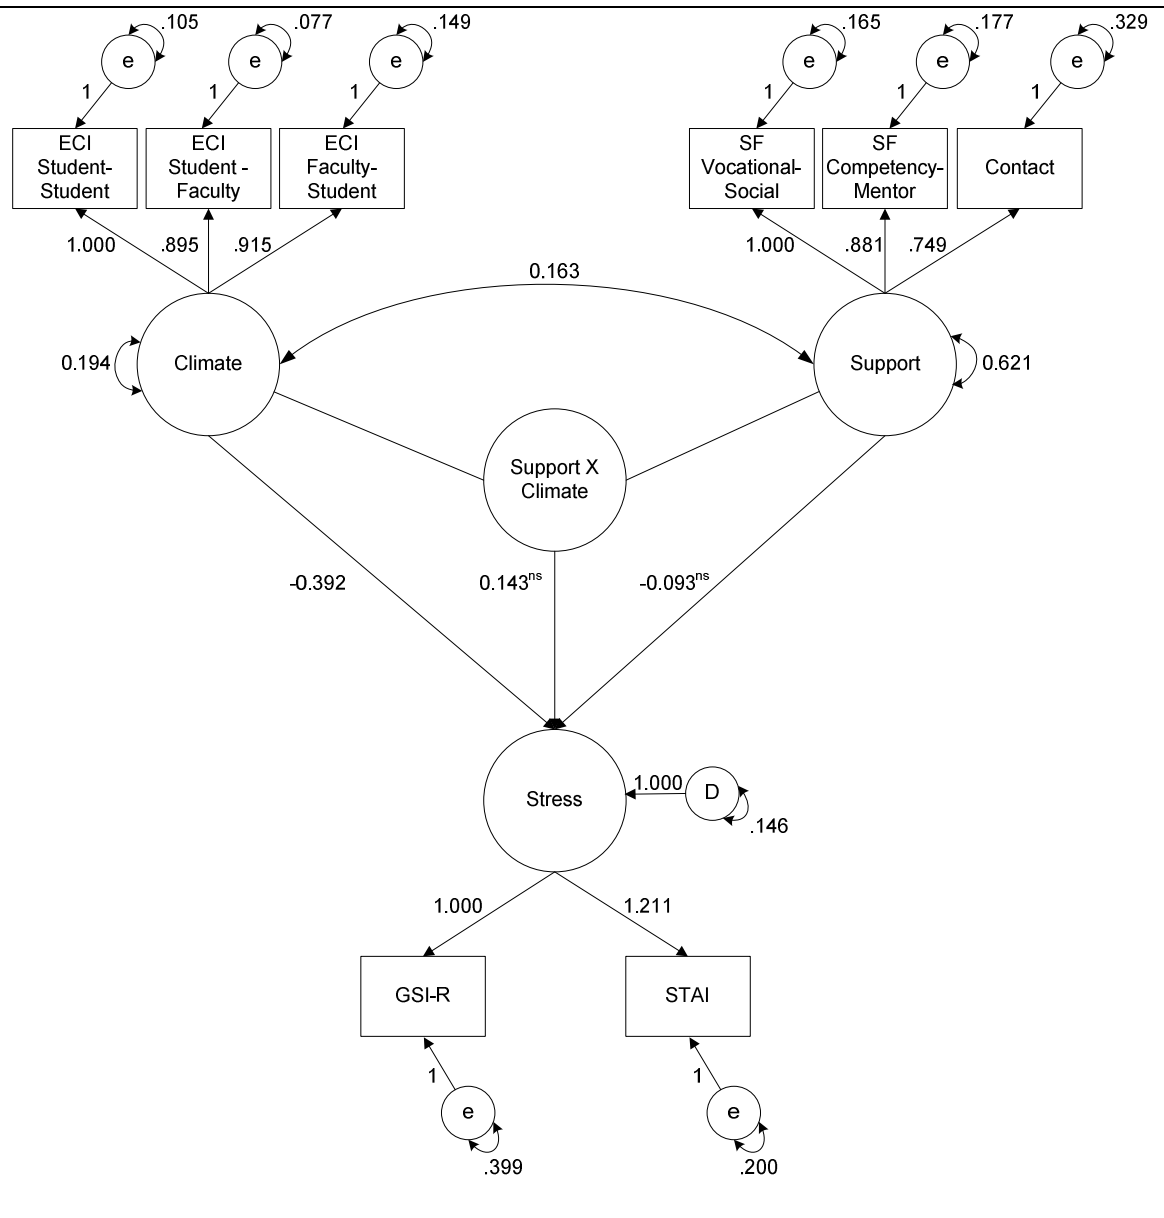 .105
.077
.149
.165
.177
.329
e
e
e
e
e
e
1
1
1
1
1
1
ECI
Student-
Student
ECI
Student -
Faculty
ECI
Faculty-
Student
SF
Vocational-
Social
SF
Competency-
Mentor
Contact
1.000
.895
.915
1.000
.881
.749
0.163
0.194
Climate
Support
0.621
Support X
Climate
-0.392
0.143ns
-0.093ns
Stress
1.000
D
.146
1.000
1.211
GSI-R
STAI
1
1
e
e
.399
.200